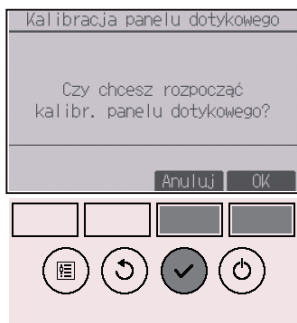 Kalibracja panelu dotykowego
Czy chcesz rozpocząć
kalibr. panelu dotykowego?
Anuluj OK